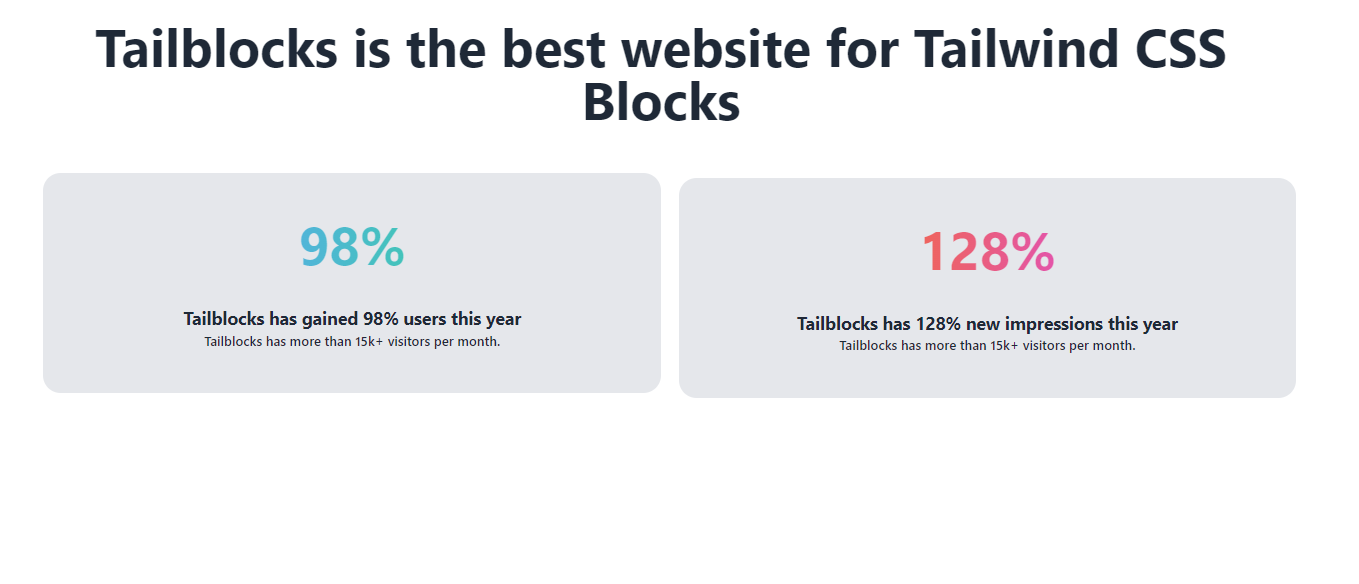 Tailblocks is the best website for Tailwind CSS
Blocks
98%
Tailblocks has gained 98% users this year
Tailblocks has more than 15k+ visitors per month.
128%
Tailblocks has 128% new impressions this year
Tailblocks has more than 15k+ visitors per month.